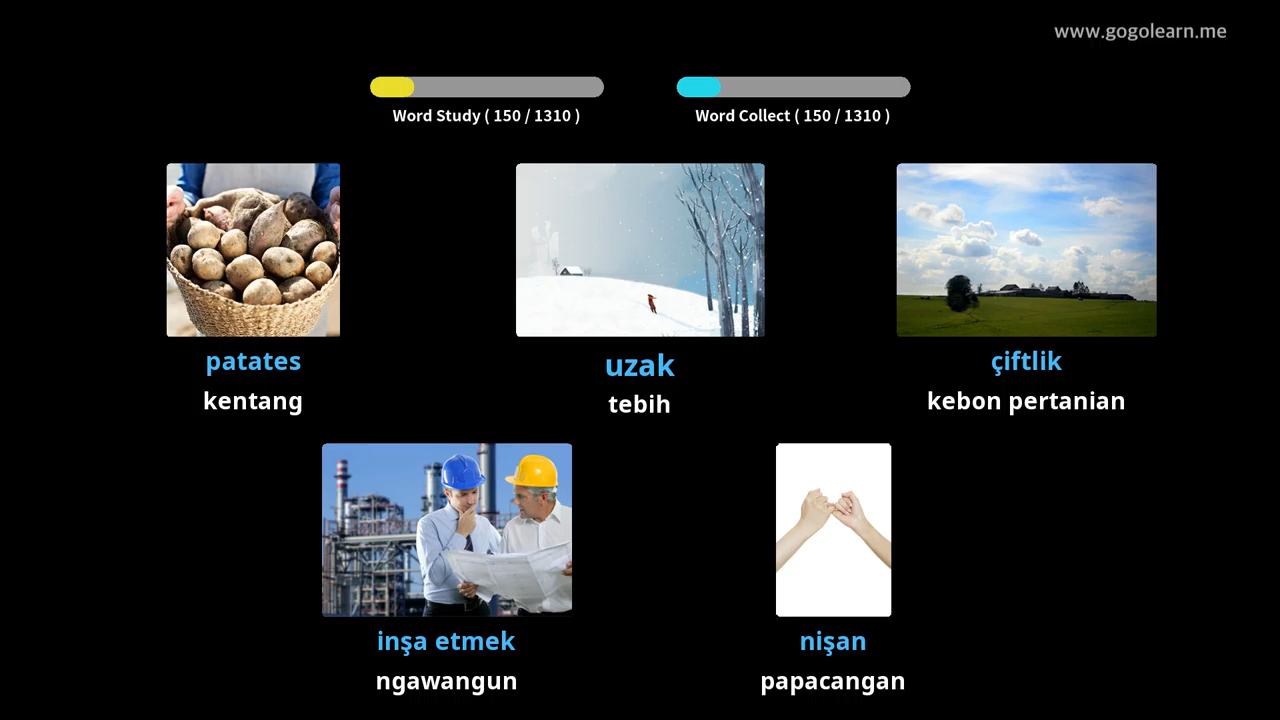 www.gogolearn.me
Word Study ( 150 / 1310 )
Word Collect ( 150 / 1310 )
patates
kentang
uzak
tebih
çiftlik
kebon pertanian
inşa etmek
ngawangun
nişan
papacangan